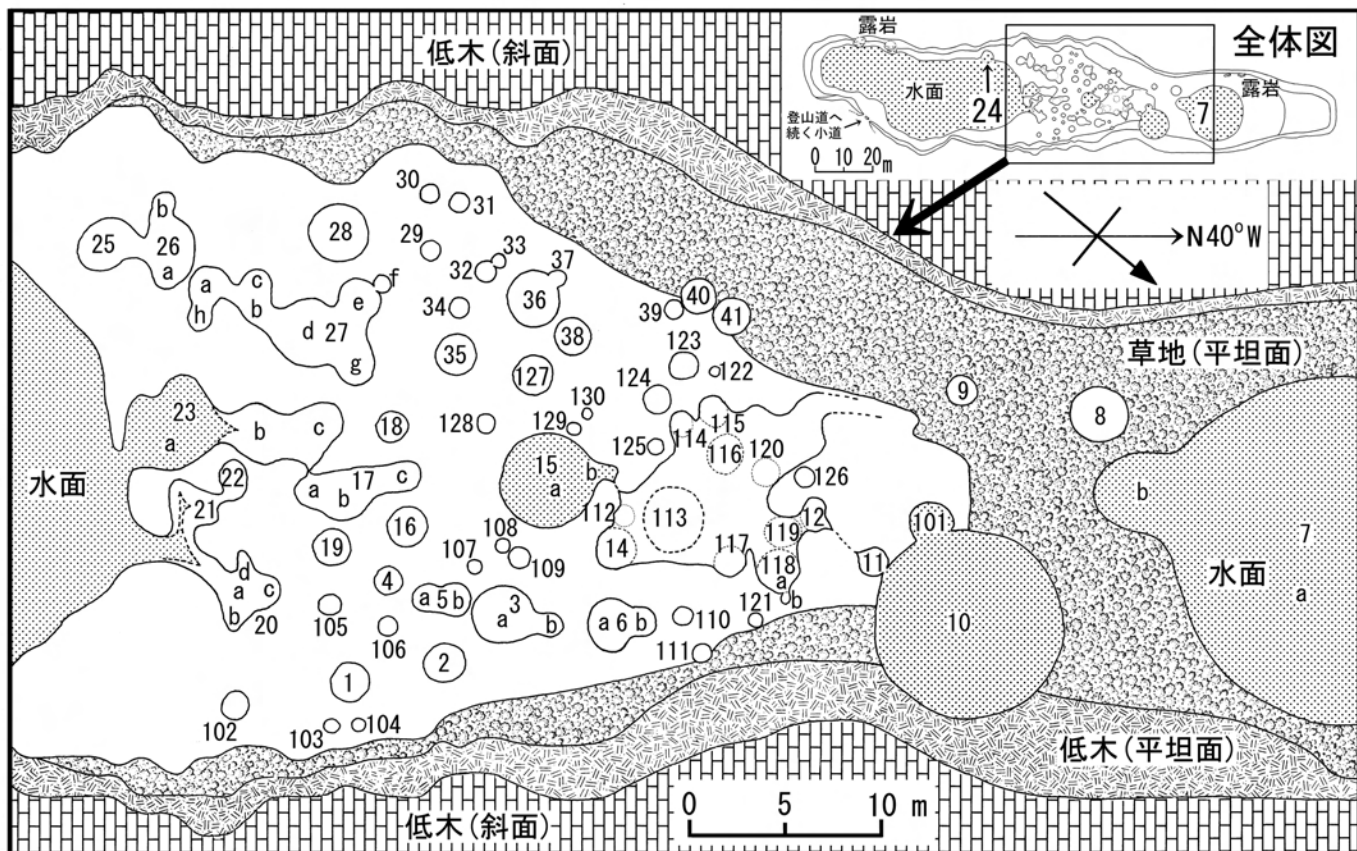 低木(斜面)
露岩
全体図
水面
24
7
露岩
登山道へ
続く小道
0 10 20m
N40°W
30
31
b
25
26
a
28
29
33
32
37
36
f
a
c
h
b
e
d
27
g
34
35
38
39
40
41
草地(平坦面)
123
122
127
124
9
8
23
a
b
c
18
128
130
129
114
115
125
116
120
15
a
b
126
水面
22
21
17
a
b
c
16
112
113
12
119
101
b
7
水面
a
19
108
107
109
14
117
118
a
b
11
d
a
c
b
20
4
a
5
b
3
a
b
a
6
b
110
121
10
105
106
111
2
1
102
103
104
低木(平坦面)
0 5 10 m
低木(斜面)